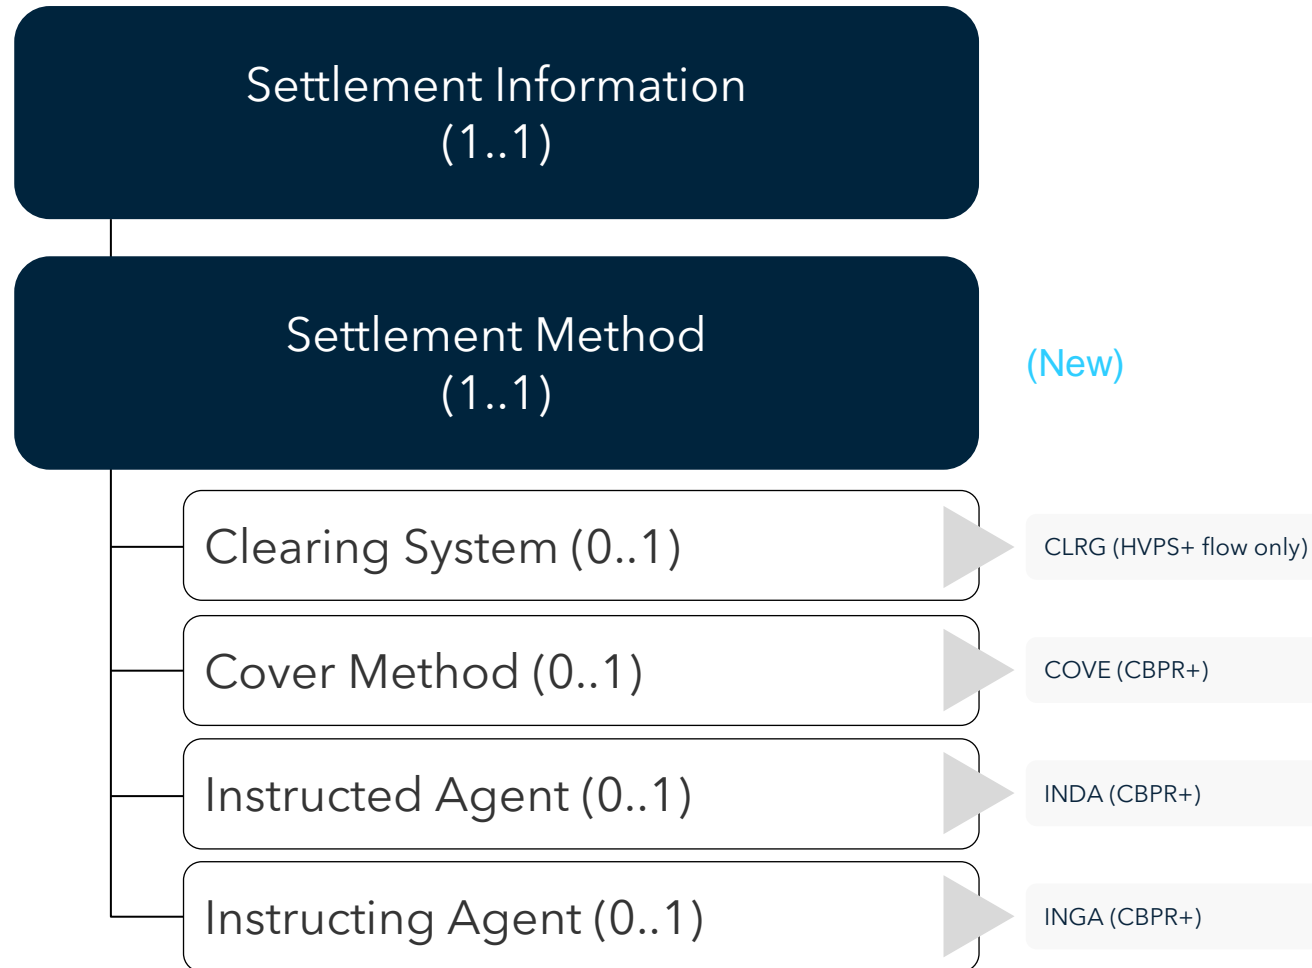 Settlement Information
(1..1)
Settlement Method
(1..1)
(New)
Clearing System (0..1)
CLRG (HVPS+ flow only)
Cover Method (0..1)
COVE (CBPR+)
Instructed Agent (0..1)
INDA (CBPR+)
Instructing Agent (0..1)
INGA (CBPR+)